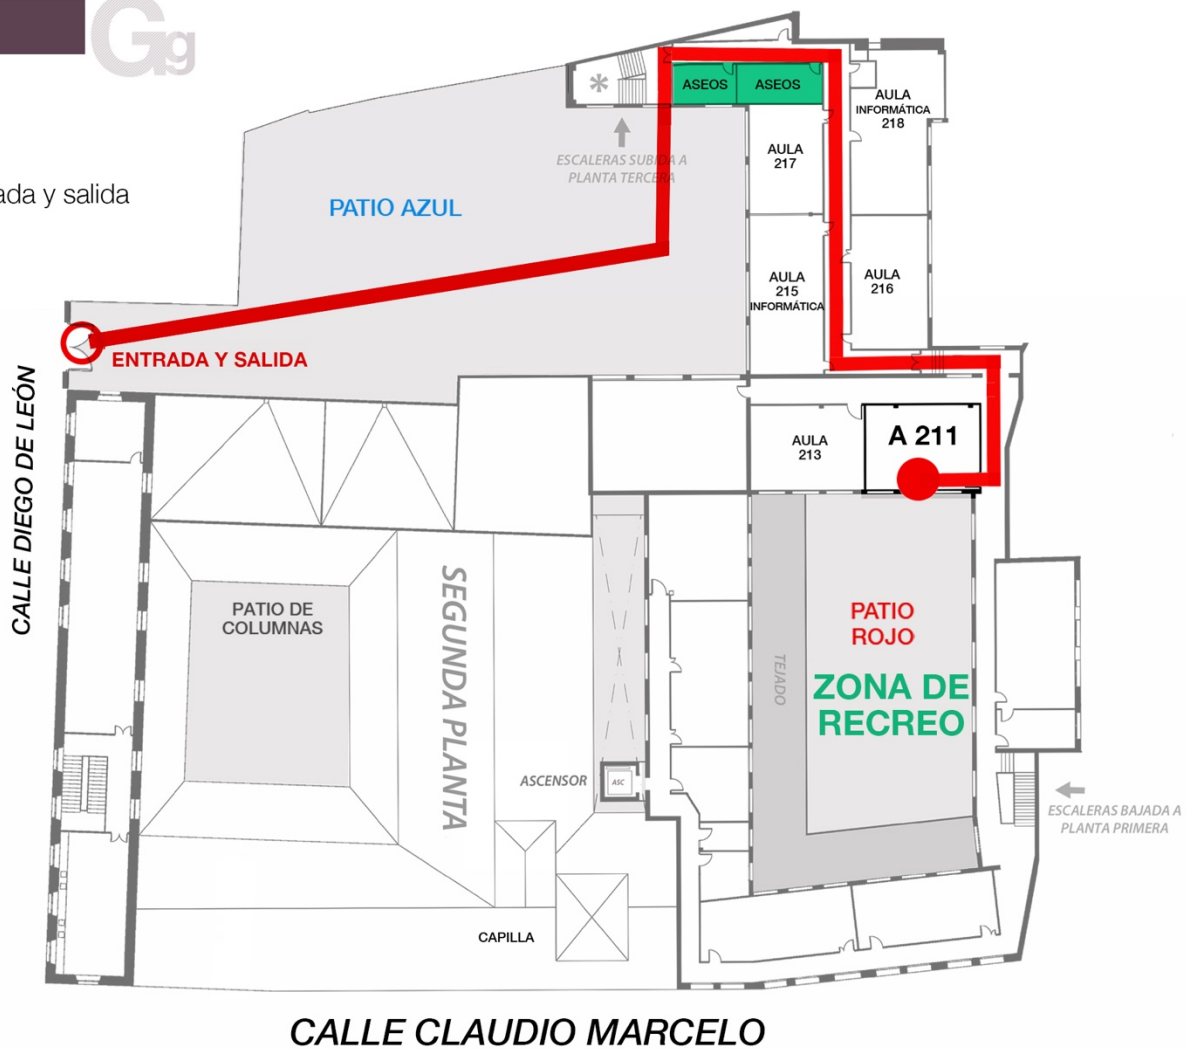 Gg
ada y salida
ASEOS
ASEOS
AULA
INFORMÁTICA
218
*
ESCALERAS SUBIDA A
PLANTA TERCERA
AULA
217
PATIO AZUL
AULA
215
INFORMÁTICA
AULA
216
ENTRADA Y SALIDA
CALLE DIEGO DE LEÓN
AULA
213
A 211
PATIO DE
COLUMNAS
SEGUNDA PLANTA
PATIO
ROJO
TEJADO
ZONA DE
RECREO
ASCENSOR
ASC
ESCALERAS BAJADA A
PLANTA PRIMERA
CAPILLA
CALLE CLAUDIO MARCELO